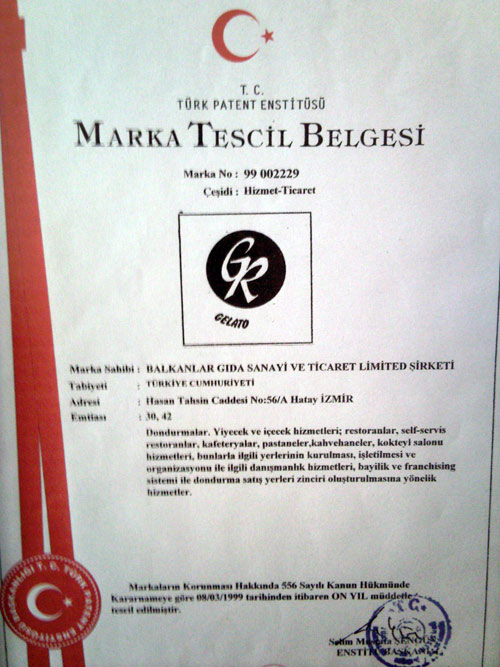 T. C.
TÜRK PATENT ENSTİTÜSÜ
MARKA TESCİL BELGESİ
Marka No : 99 002229
Çeşidi : Hizmet-Ticaret
GR
GELATO
Marka Sahibi : BALKANLAR GIDA SANAYİ VE TİCARET LİMİTED ŞİRKETİ
Tabiyeti : TÜRKİYE CUMHURİYETİ
Adresi : Hasan Tahsin Caddesi No:56/A Hatay İZMİR
Emtiası : 30, 42
Dondurmalar. Yiyecek ve içecek hizmetleri; restoranlar, self-servis
restoranlar, kafeteryalar, pastaneler,kahvehaneler, kokteyl salonu
hizmetleri, bunlarla ilgili yerlerinin kurulması, işletilmesi ve
organizasyonu ile ilgili danışmanlık hizmetleri, bayilik ve franchising
sistemi ile dondurma satış yerleri zinciri oluşturulmasına yönelik
hizmetler.
Markaların Korunması Hakkında 556 Sayılı Kanun Hükmünde
Kararnameye göre 08/03/1999 tarihinden itibaren ON YIL müddetle
tescil edilmiştir.
T.C.
Selim